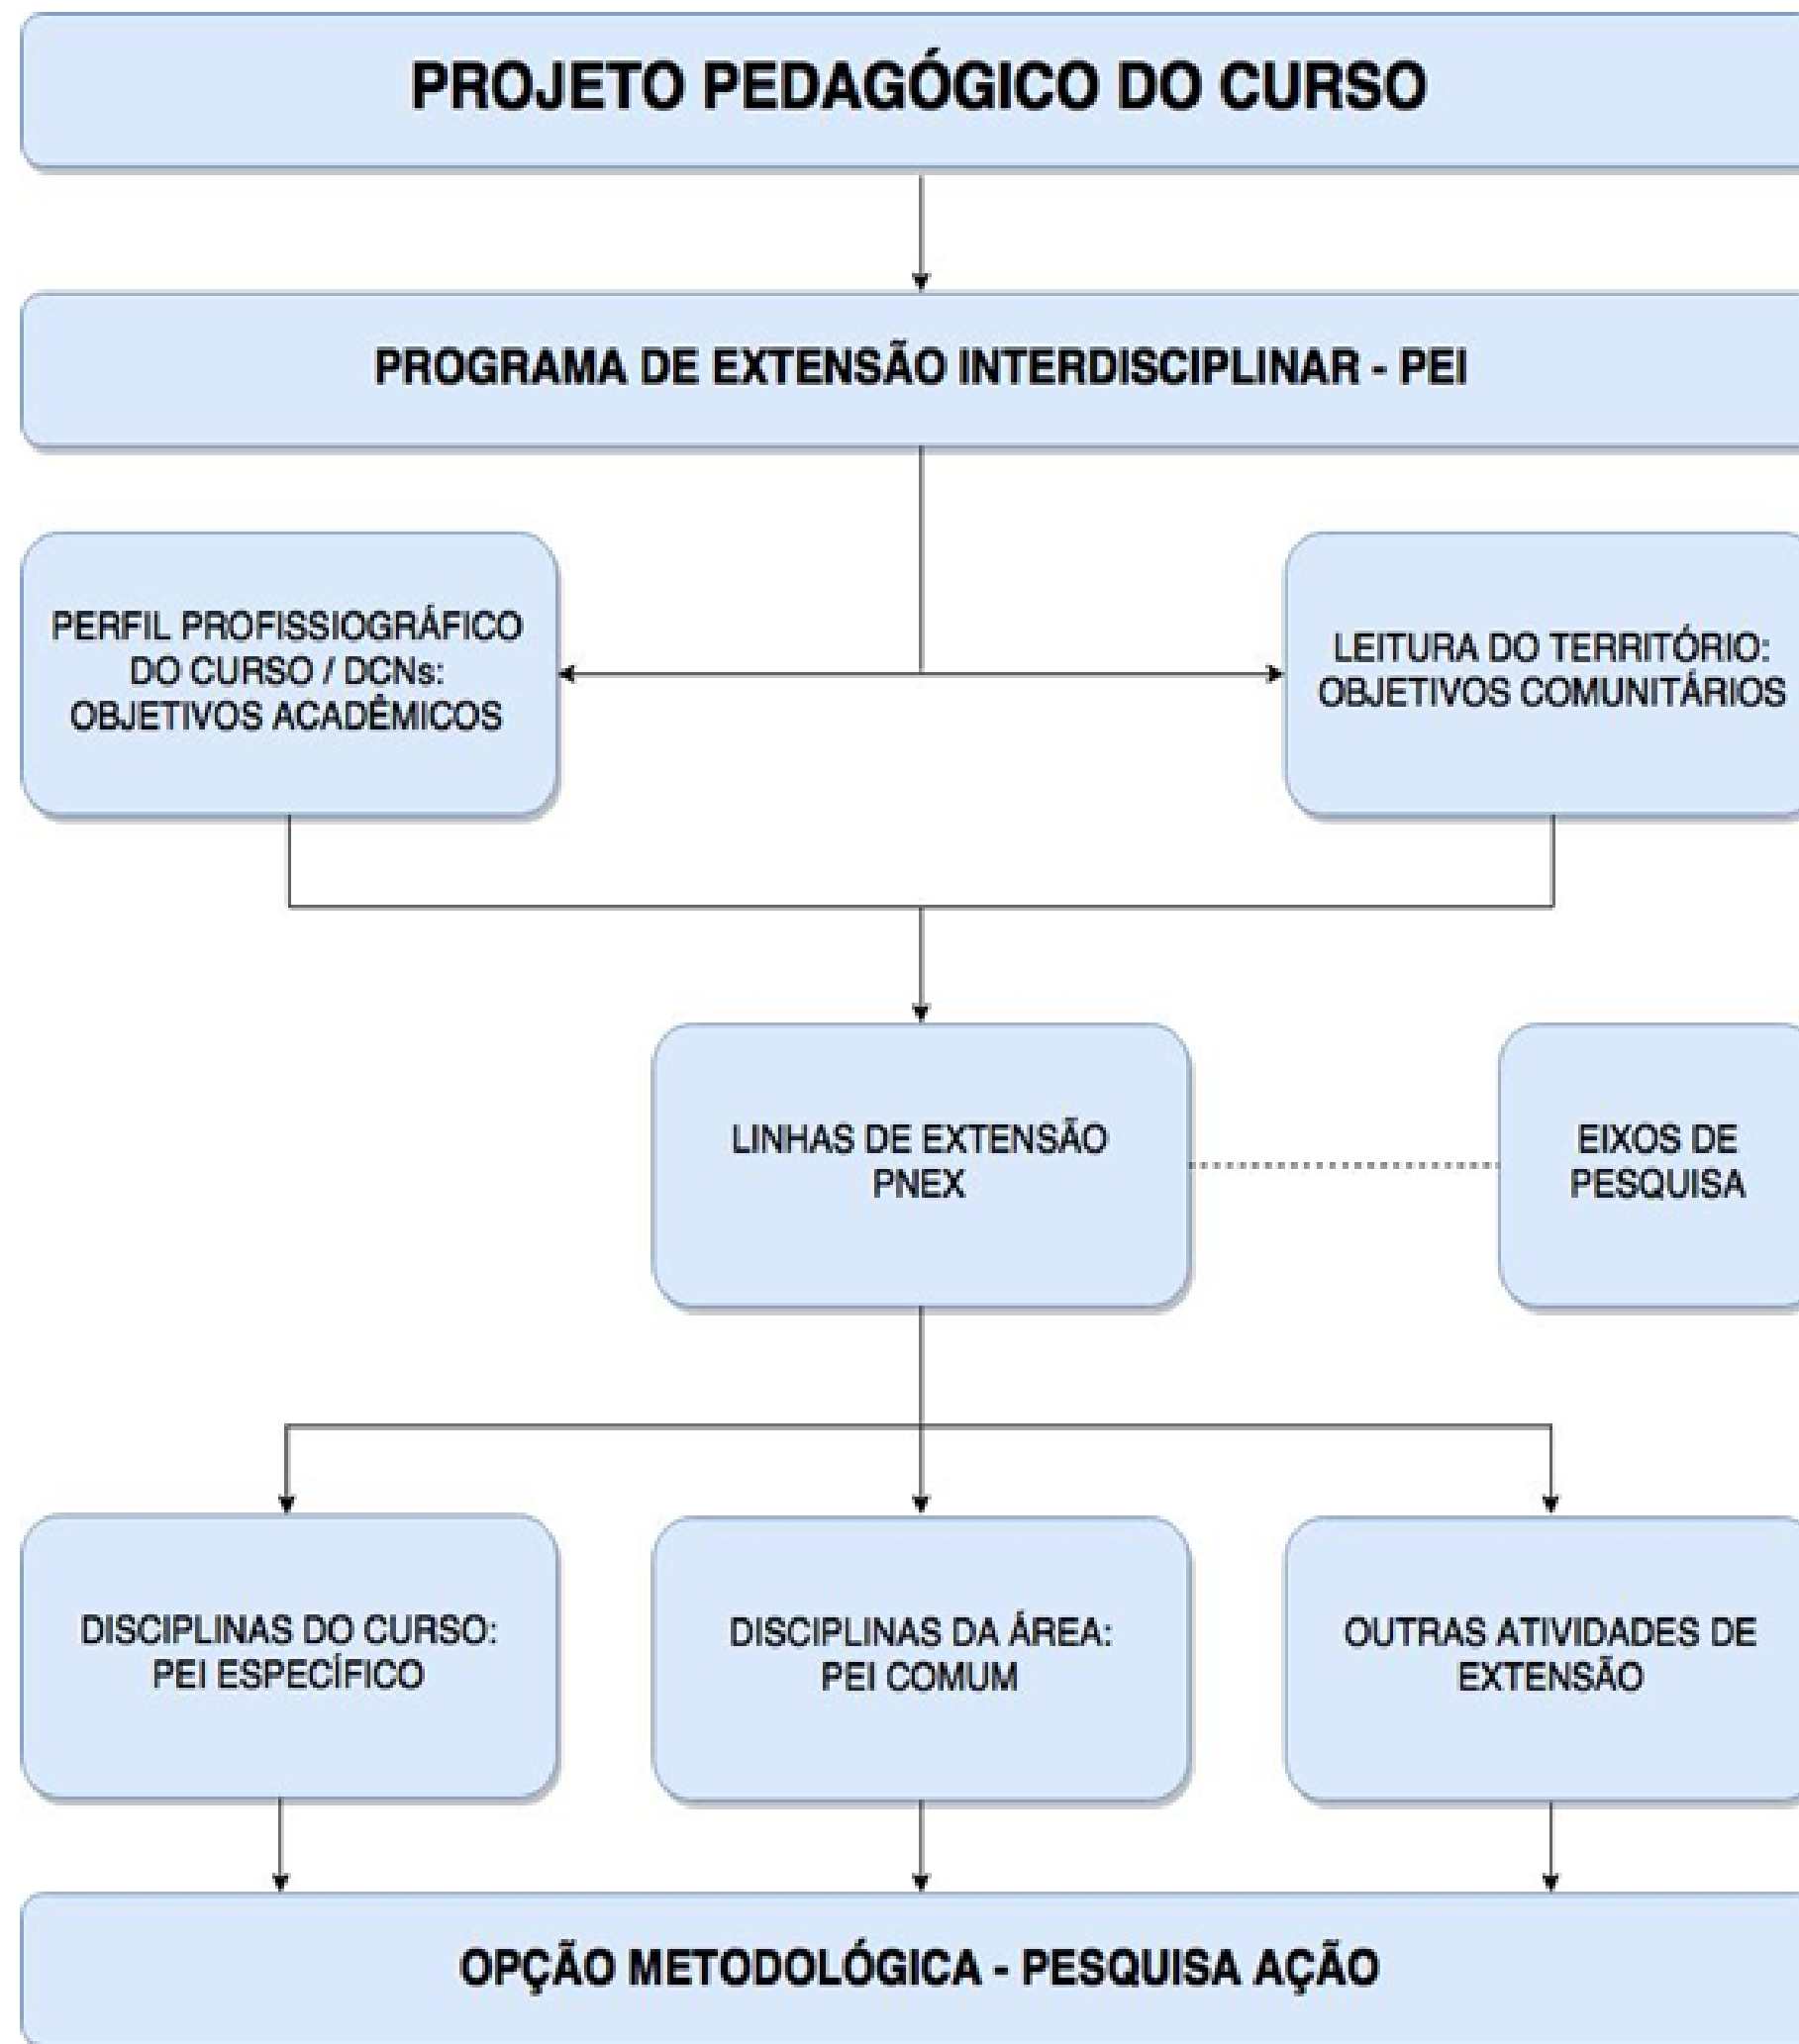 PROJETO PEDAGÓGICO DO CURSO
PROGRAMA DE EXTENSÃO INTERDISCIPLINAR - PEI
PERFIL PROFISSIOGRÁFICO
DO CURSO / DCNs:
OBJETIVOS ACADÊMICOS
LEITURA DO TERRITÓRIO:
OBJETIVOS COMUNITÁRIOS
LINHAS DE EXTENSÃO
PNEX
EIXOS DE
PESQUISA
DISCIPLINAS DO CURSO:
PEI ESPECÍFICO
DISCIPLINAS DA ÁREA:
PEI COMUM
OUTRAS ATIVIDADES DE
EXTENSÃO
OPÇÃO METODOLÓGICA - PESQUISA AÇÃO